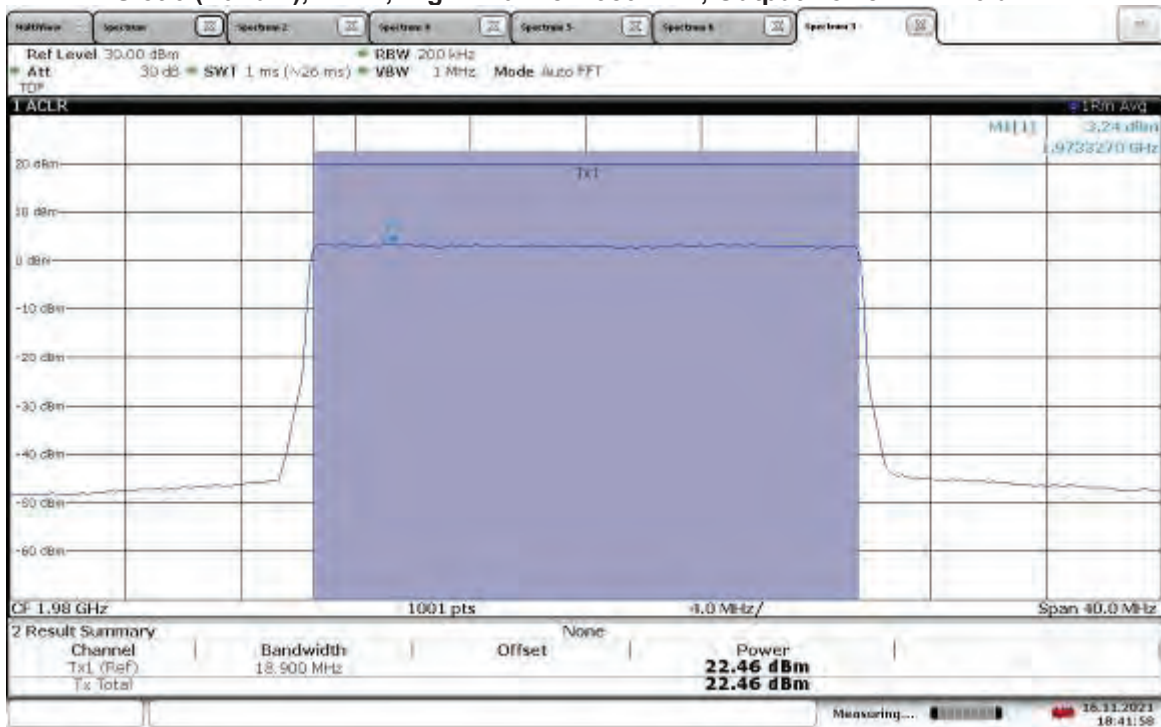 MultiView Spectrum Spectrum 2 Spectrum 4 Spectrum 5 Spectrum 6 Spectrum 3
Ref Level 30.00 dBm RBW 200 kHz
Att 30 dB SWT 1 ms (~26 ms) VBW 1 MHz Mode Auto FFT
TDF
1 ACLR 1Rm Avg
M1[1] 3.24 dBm
1.9733270 GHz
20 dBm
Tx1
10 dBm
0 dBm
-10 dBm
-20 dBm
-30 dBm
-40 dBm
-50 dBm
-60 dBm
CF 1.98 GHz 1001 pts 4.0 MHz/ Span 40.0 MHz
2 Result Summary None
Channel Bandwidth Offset Power
Tx1 (Ref) 18.900 MHz 22.46 dBm
Tx Total 22.46 dBm
Measuring... 16.11.2021
18:41:58